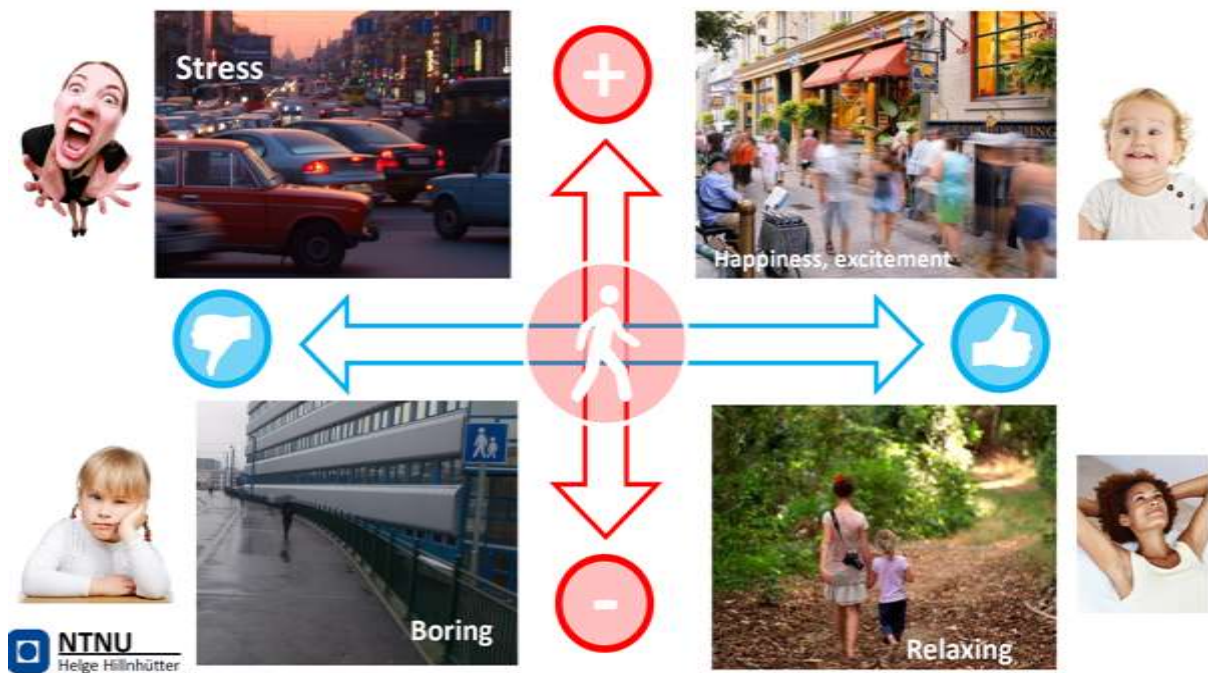 Stress
+
Happiness, excitement
Boring
-
Relaxing
NTNU
Helge Hillnhütter